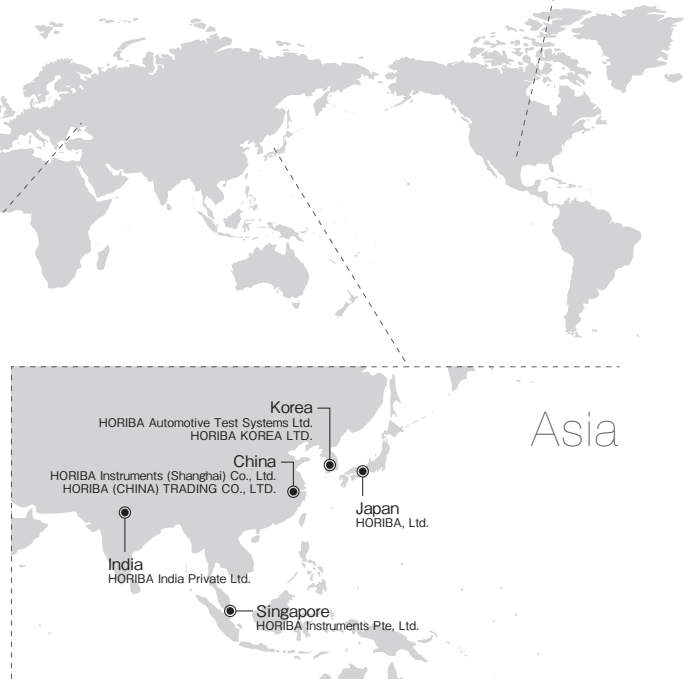 Asia
Korea
HORIBA Automotive Test Systems Ltd.
HORIBA KOREA LTD.
China
HORIBA Instruments (Shanghai) Co., Ltd.
HORIBA (CHINA) TRADING CO., LTD.
Japan
HORIBA, Ltd.
India
HORIBA India Private Ltd.
Singapore
HORIBA Instruments Pte, Ltd.